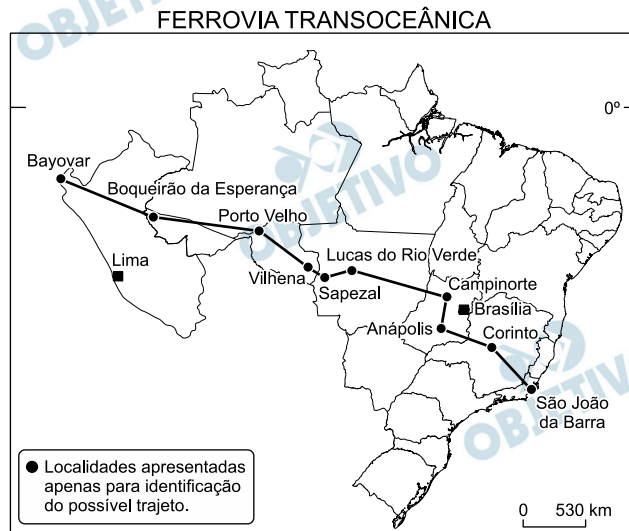 FERROVIA TRANSOCEÂNICA
OBJETIVO
0º
Bayovar
OBJETIVO
Boqueirão da Esperança
Porto Velho
Lima
Lucas do Rio Verde
Vilhena
Sapezal
Campinorte
Brasília
Anápolis
Corinto
OBJETIVO
São João
da Barra
Localidades apresentadas
apenas para identificação
do possível trajeto.
0 530 km